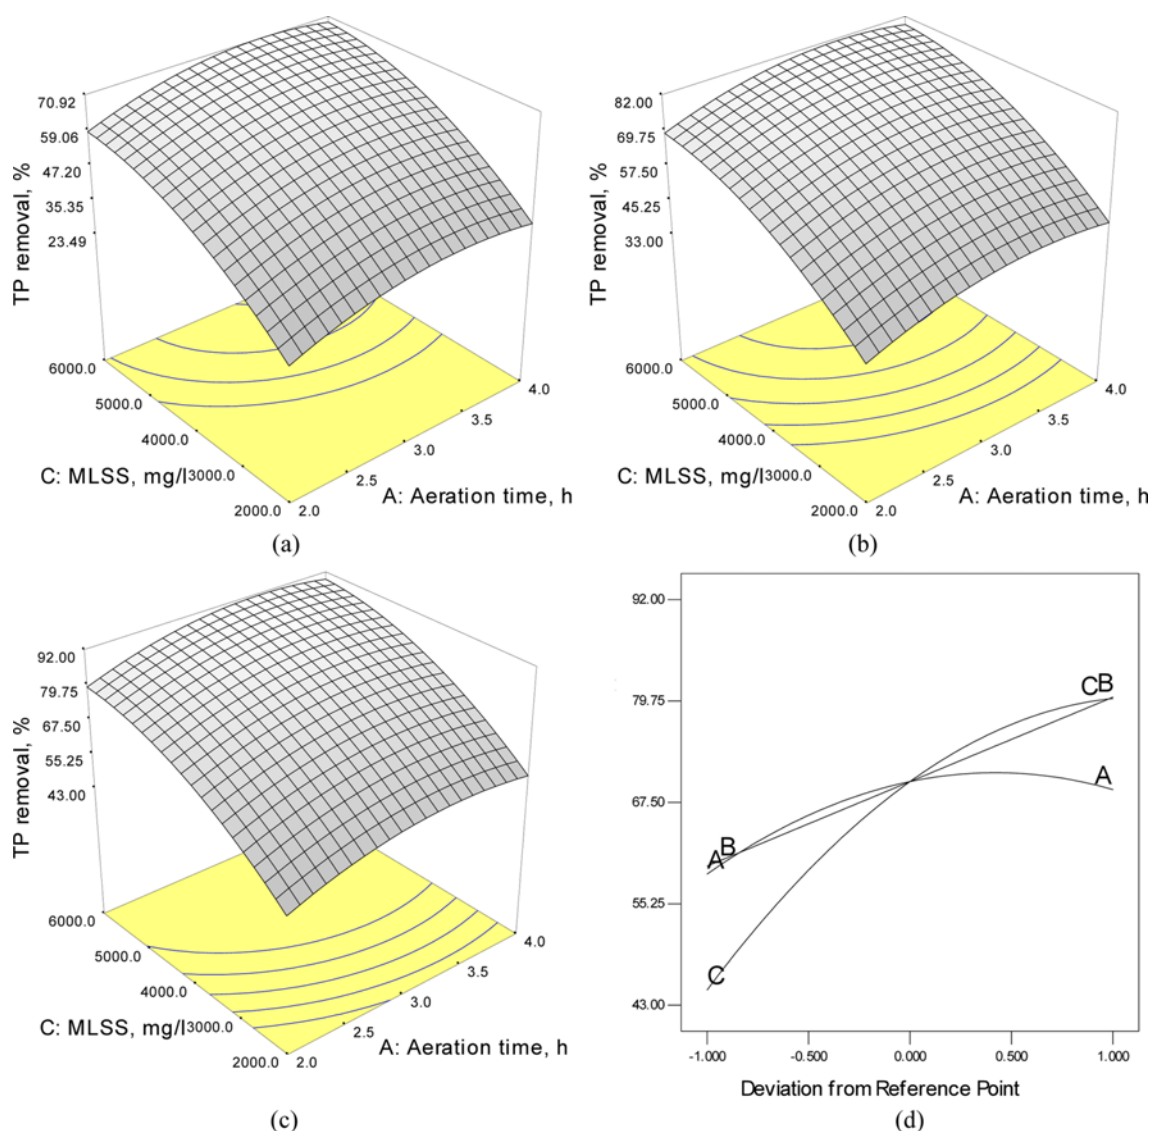 70.92
59.06
47.20
35.35
23.49
TP removal, %
6000.0
5000.0
4000.0
3000.0
2000.0
C: MLSS, mg/l
2.0
2.5
3.0
3.5
4.0
A: Aeration time, h
(a)
82.00
69.75
57.50
45.25
33.00
TP removal, %
6000.0
5000.0
4000.0
3000.0
2000.0
C: MLSS, mg/l
2.0
2.5
3.0
3.5
4.0
A: Aeration time, h
(b)
92.00
79.75
67.50
55.25
43.00
TP removal, %
6000.0
5000.0
4000.0
3000.0
2000.0
C: MLSS, mg/l
2.0
2.5
3.0
3.5
4.0
A: Aeration time, h
(c)
92.00
79.75
67.50
55.25
43.00
C B
A
A B
C
-1.000 -0.500 0.000 0.500 1.000
Deviation from Reference Point
(d)